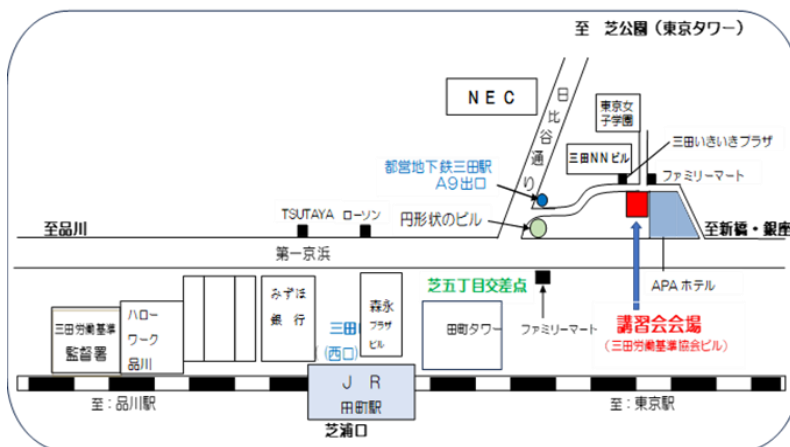 至 芝公園（東京タワー）
NEC
日比谷通り
東京女
子学園
三田いきいきプラザ
三田NNビル
ファミリーマート
都営地下鉄三田駅
A9出口
TSUTAYA ローソン
円形状のビル
至品川
至新橋・銀座
第一京浜
芝五丁目交差点
APAホテル
みずほ
銀行
森永
プラザ
ビル
三田
(西口)
田町タワー
ファミリーマート
講習会会場
（三田労働基準協会ビル）
三田労働基準
監督署
ハロー
ワーク
品川
JR
田町駅
至：品川駅
至：東京駅
芝浦口